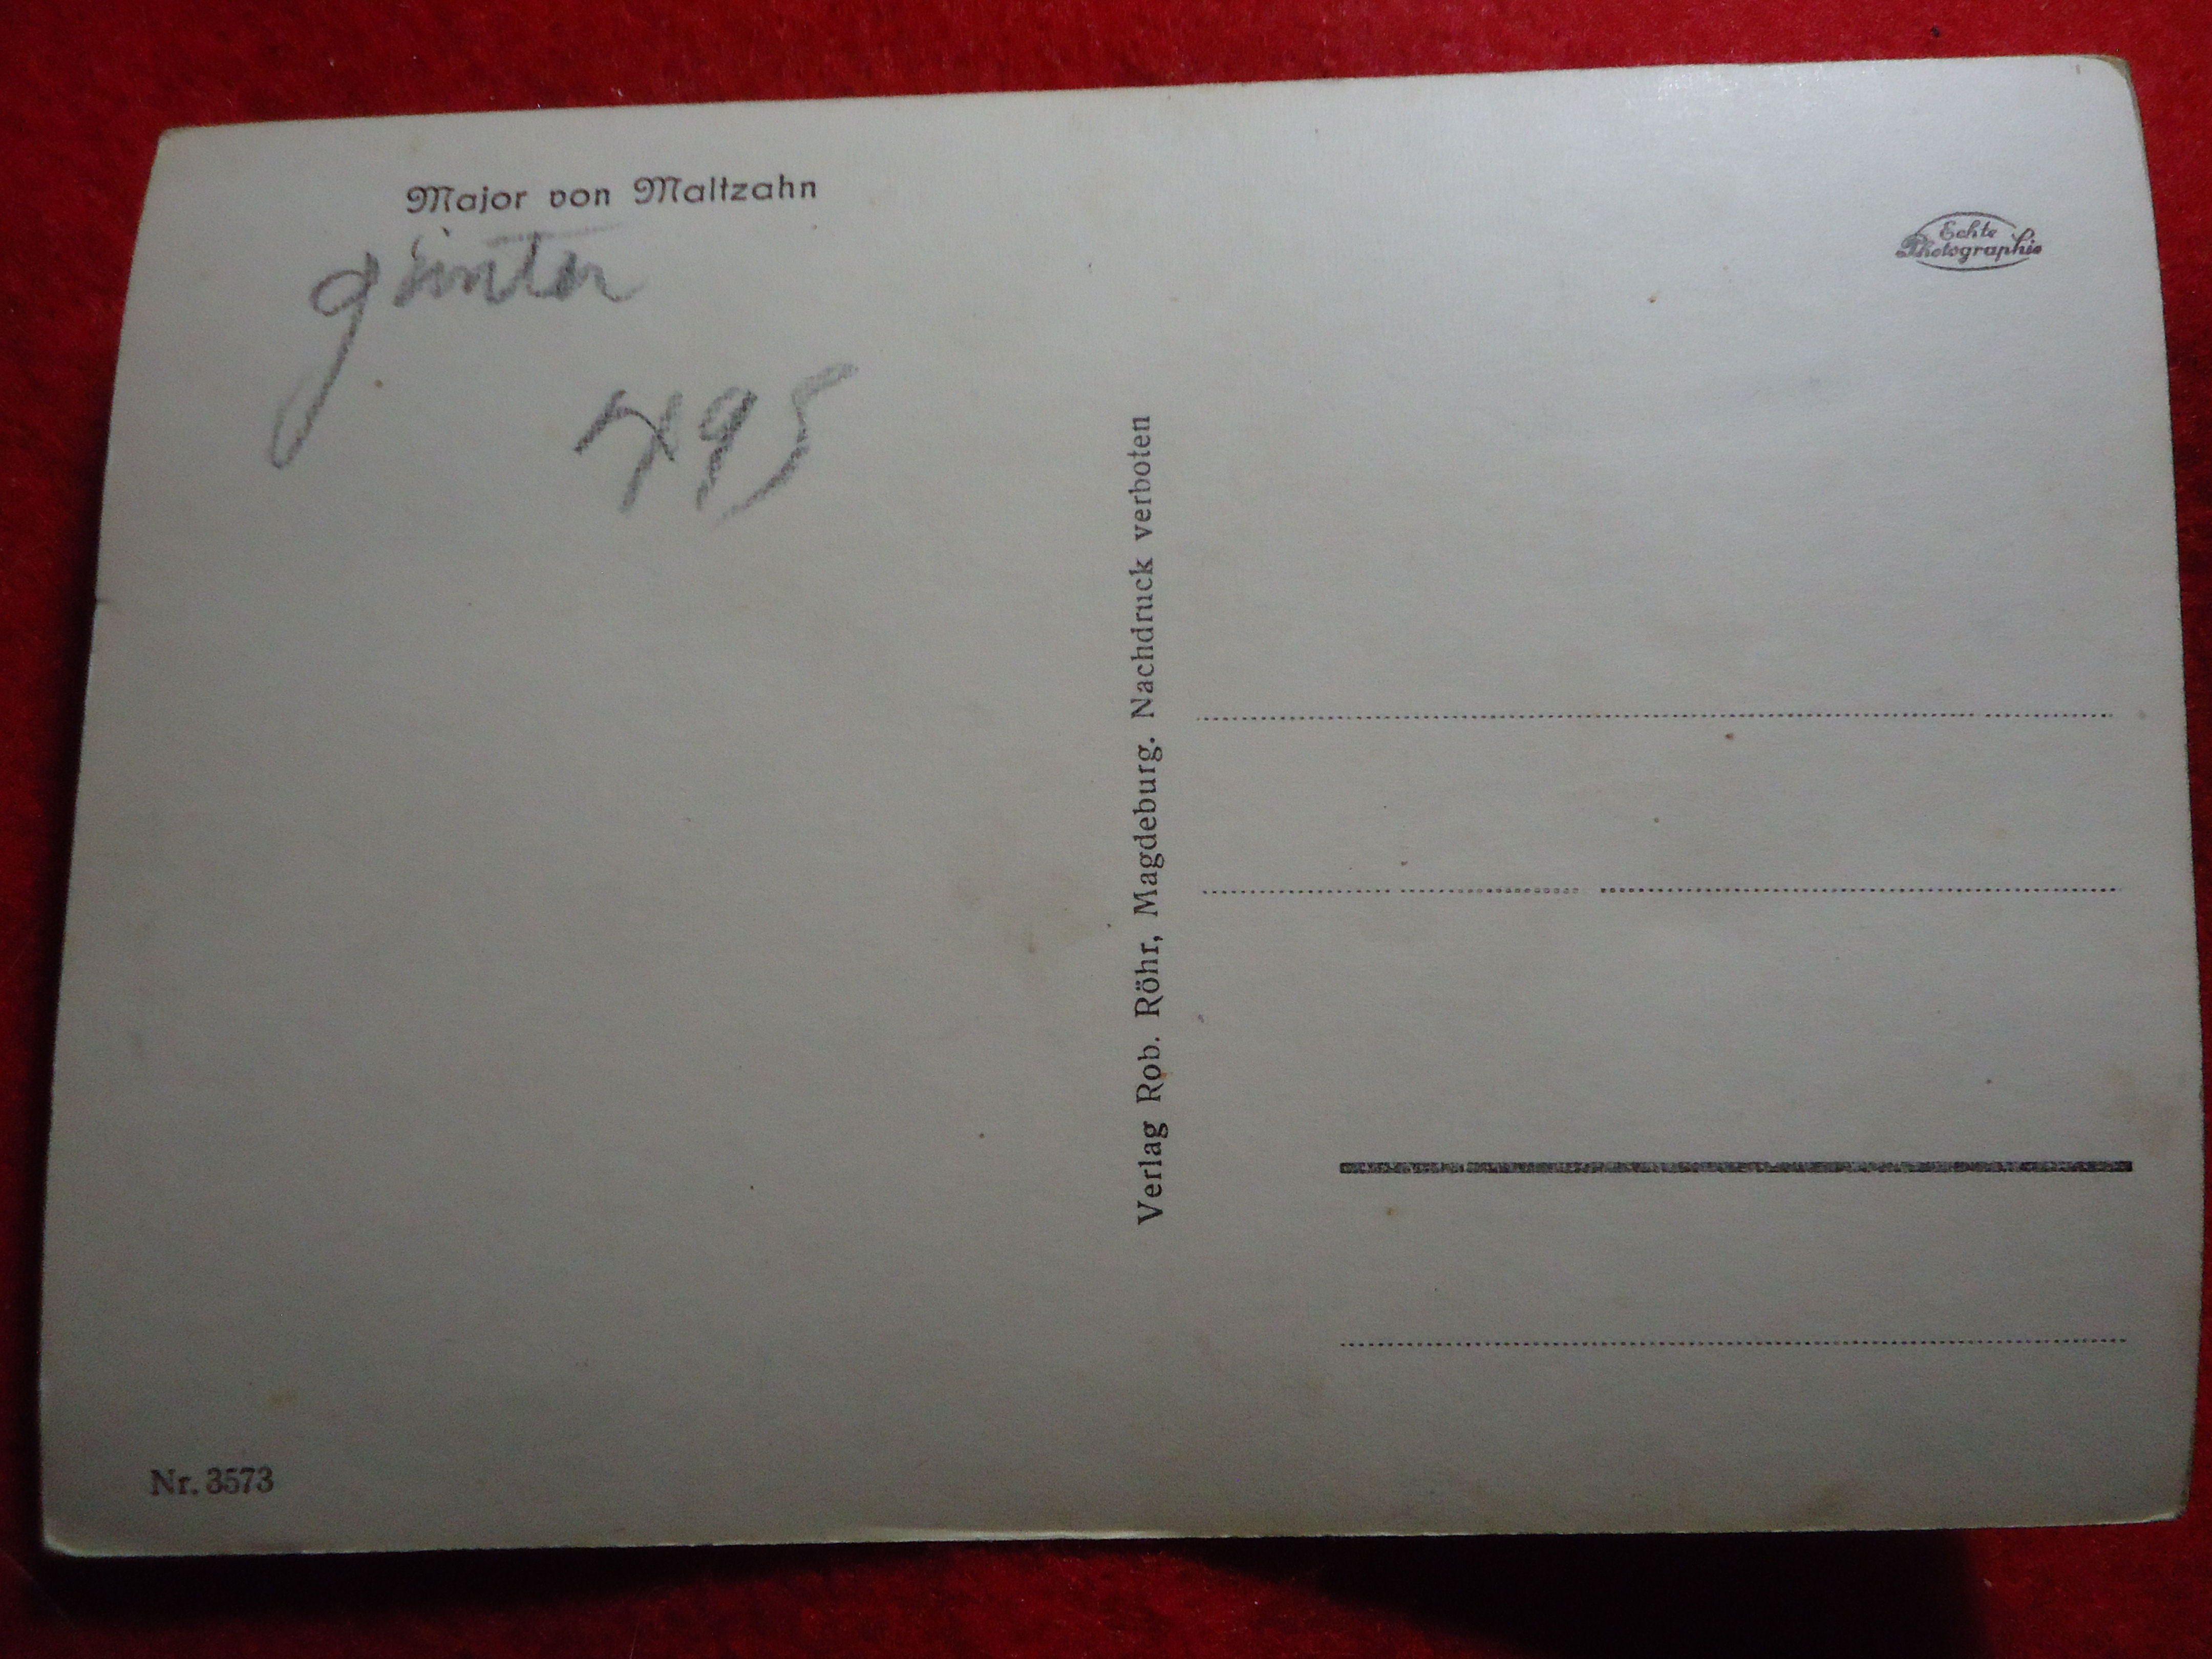 Major von Maltzahn
günter
495
Echte
Photographie
Verlag Rob. Röhr, Magdeburg. Nachdruck verboten
Nr. 3573